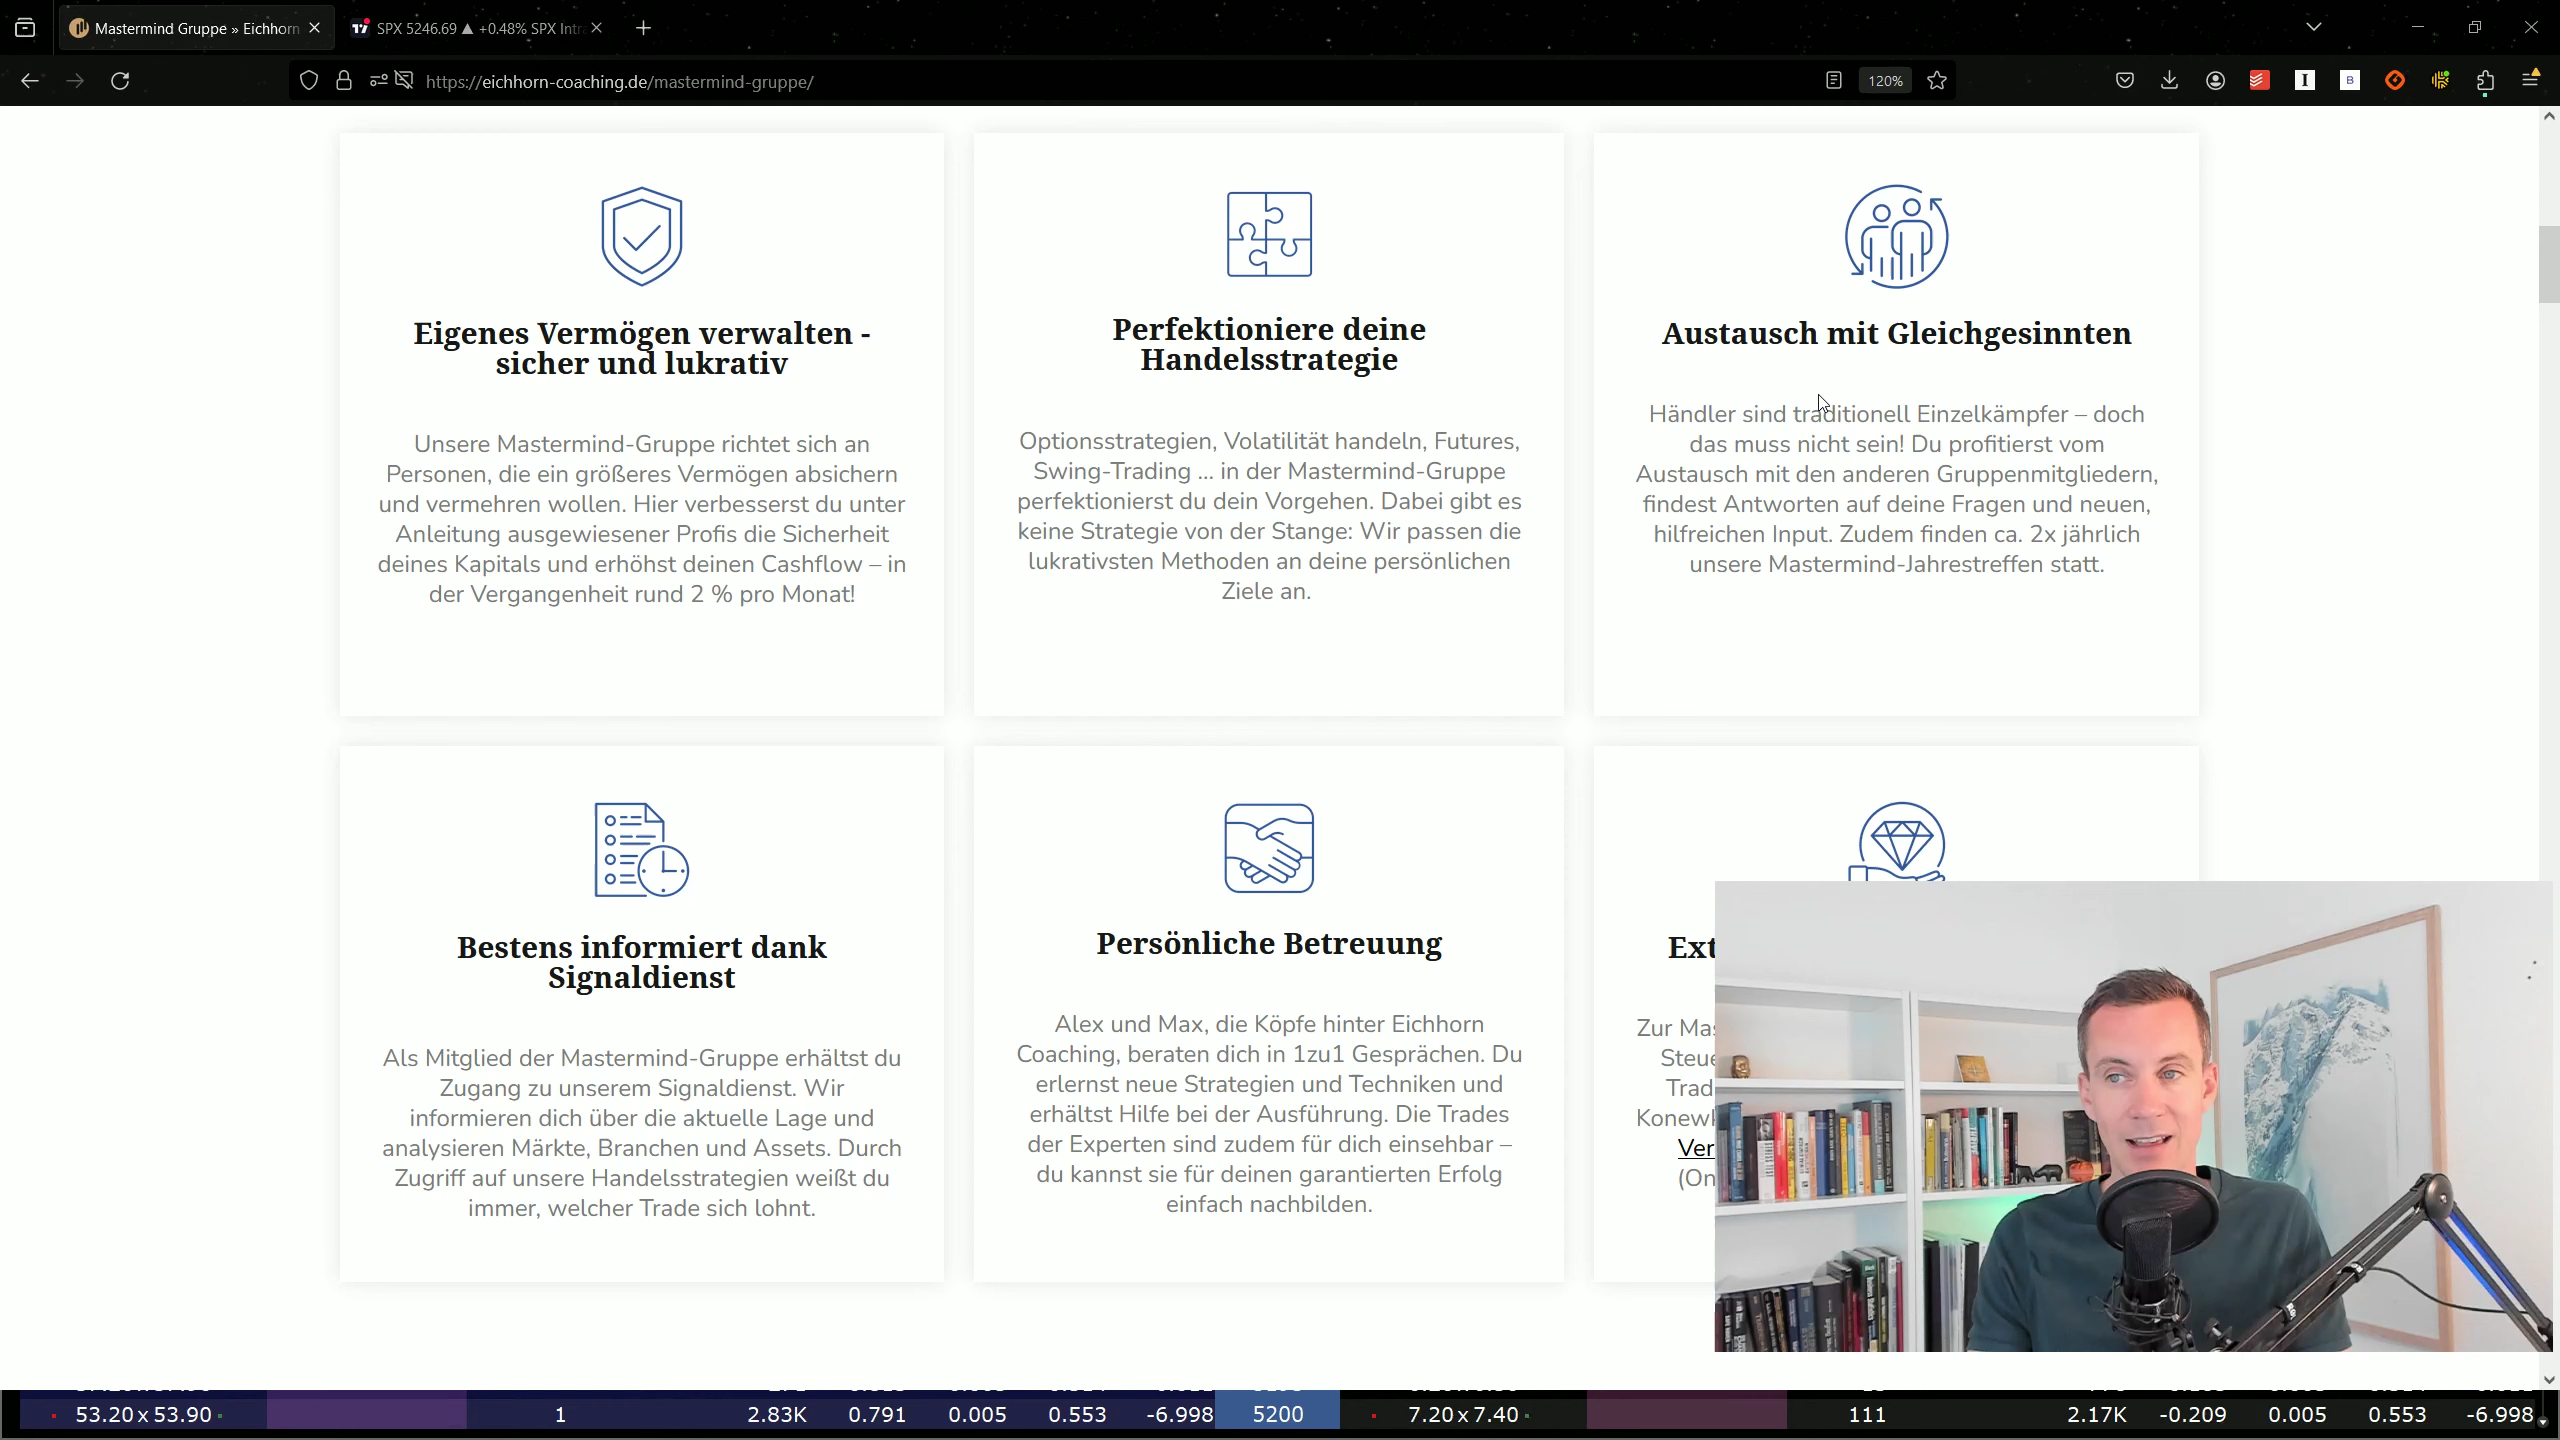 Mastermind Gruppe » Eichhorn
SPX 5246.69 ▲ +0.48% SPX Intr
https://eichhorn-coaching.de/mastermind-gruppe/
120%
Eigenes Vermögen verwalten -
sicher und lukrativ
Unsere Mastermind-Gruppe richtet sich an
Personen, die ein größeres Vermögen absichern
und vermehren wollen. Hier verbesserst du unter
Anleitung ausgewiesener Profis die Sicherheit
deines Kapitals und erhöhst deinen Cashflow – in
der Vergangenheit rund 2 % pro Monat!
Perfektioniere deine
Handelsstrategie
Optionsstrategien, Volatilität handeln, Futures,
Swing-Trading ... in der Mastermind-Gruppe
perfektionierst du dein Vorgehen. Dabei gibt es
keine Strategie von der Stange: Wir passen die
lukrativsten Methoden an deine persönlichen
Ziele an.
Austausch mit Gleichgesinnten
Händler sind traditionell Einzelkämpfer – doch
das muss nicht sein! Du profitierst vom
Austausch mit den anderen Gruppenmitgliedern,
findest Antworten auf deine Fragen und neuen,
hilfreichen Input. Zudem finden ca. 2x jährlich
unsere Mastermind-Jahrestreffen statt.
Bestens informiert dank
Signaldienst
Als Mitglied der Mastermind-Gruppe erhältst du
Zugang zu unserem Signaldienst. Wir
informieren dich über die aktuelle Lage und
analysieren Märkte, Branchen und Assets. Durch
Zugriff auf unsere Handelsstrategien weißt du
immer, welcher Trade sich lohnt.
Persönliche Betreuung
Alex und Max, die Köpfe hinter Eichhorn
Coaching, beraten dich in 1zu1 Gesprächen. Du
erlernst neue Strategien und Techniken und
erhältst Hilfe bei der Ausführung. Die Trades
der Experten sind zudem für dich einsehbar –
du kannst sie für deinen garantierten Erfolg
einfach nachbilden.
Ext
Zur Mas
Steue
Trad
Konewk
Ver
(On
53.20 x 53.90 1 2.83K 0.791 0.005 0.553 -6.998 5200 7.20 x 7.40 111 2.17K -0.209 0.005 0.553 -6.998